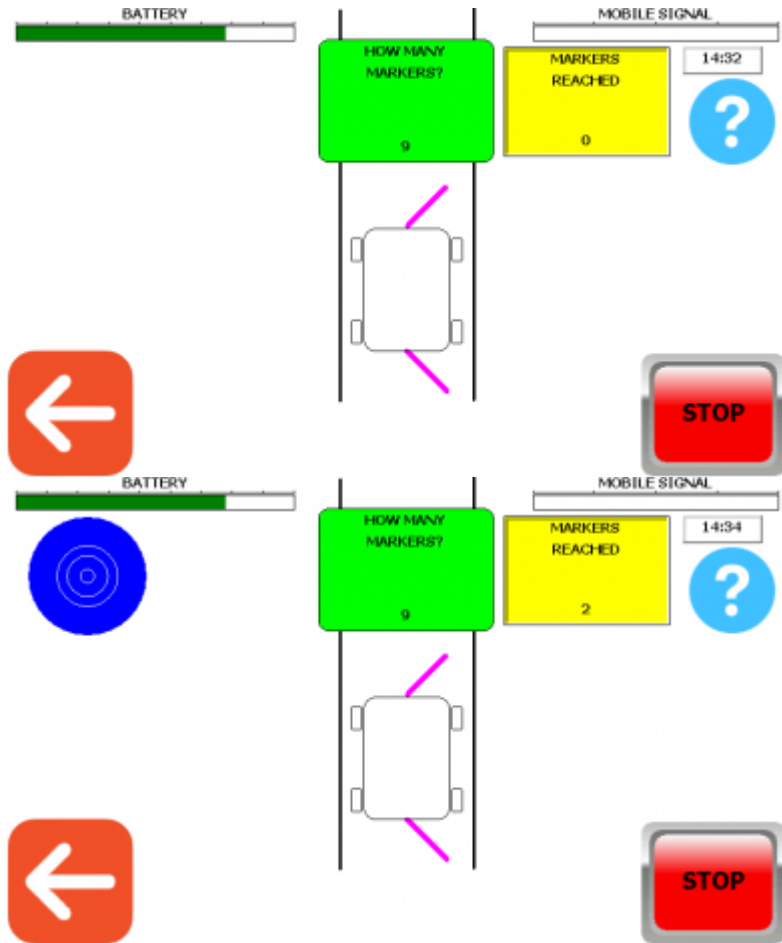 BATTERY
MOBILE SIGNAL
HOW MANY
MARKERS?
9
MARKERS
REACHED
0
14:32
?
STOP
BATTERY
MOBILE SIGNAL
HOW MANY
MARKERS?
9
MARKERS
REACHED
2
14:34
?
STOP